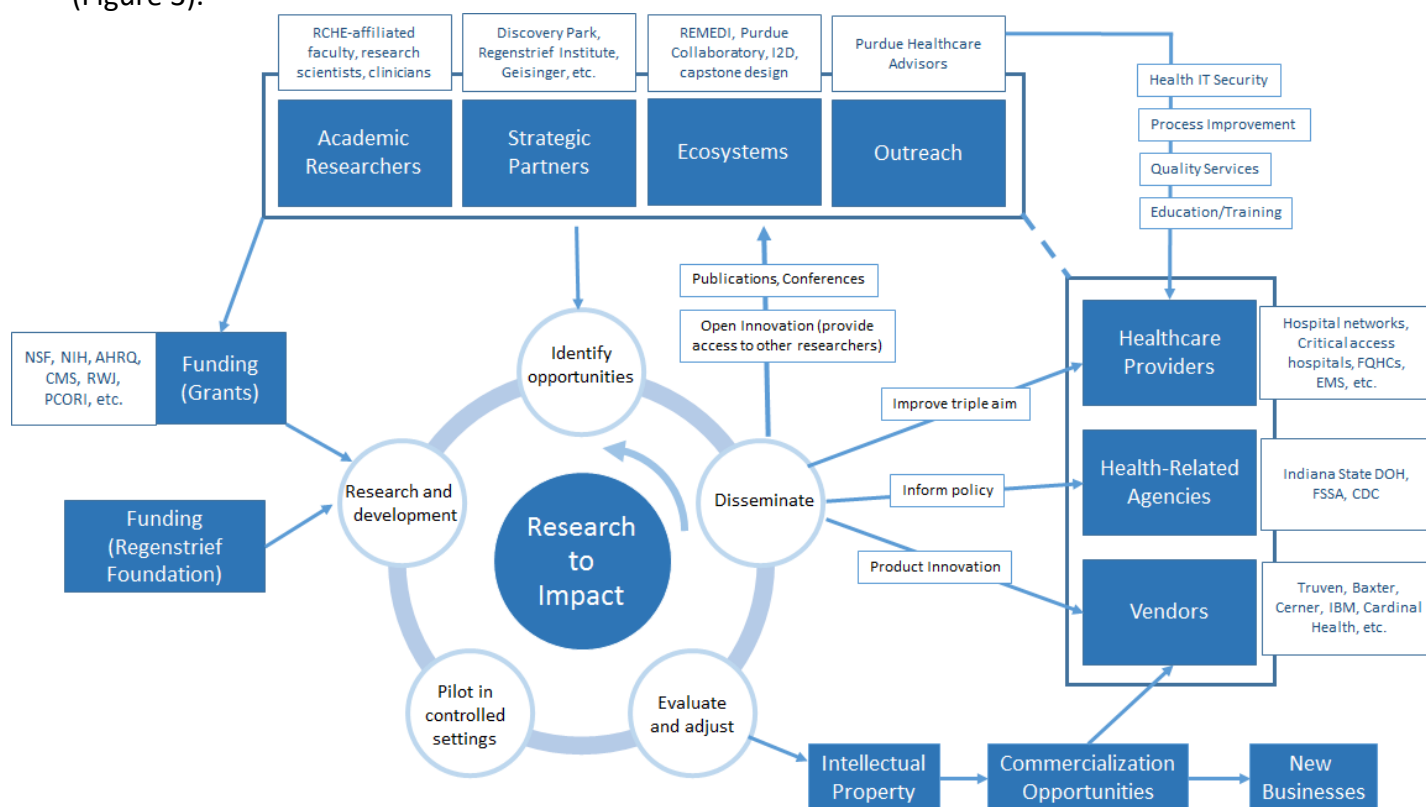 (Figure 3).
RCHE-affiliated
faculty, research
scientists, clinicians
Discovery Park,
Regenstrief Institute,
Geisinger, etc.
REMEDI, Purdue
Collaboratory, I2D,
capstone design
Purdue Healthcare
Advisors
Academic
Researchers
Strategic
Partners
Ecosystems
Outreach
Health IT Security
Process Improvement
Quality Services
Education/Training
Publications, Conferences
Open Innovation (provide
access to other researchers)
NSF, NIH, AHRQ,
CMS, RWJ,
PCORI, etc.
Funding
(Grants)
Funding
(Regenstrief
Foundation)
Identify
opportunities
Research and
development
Pilot in
controlled
settings
Evaluate
and adjust
Disseminate
Research
to
Impact
Improve triple aim
Inform policy
Product Innovation
Healthcare
Providers
Hospital networks,
Critical access
hospitals, FQHCs,
EMS, etc.
Health-Related
Agencies
Indiana State DOH,
FSSA, CDC
Vendors
Truven, Baxter,
Cerner, IBM, Cardinal
Health, etc.
Intellectual
Property
Commercialization
Opportunities
New
Businesses